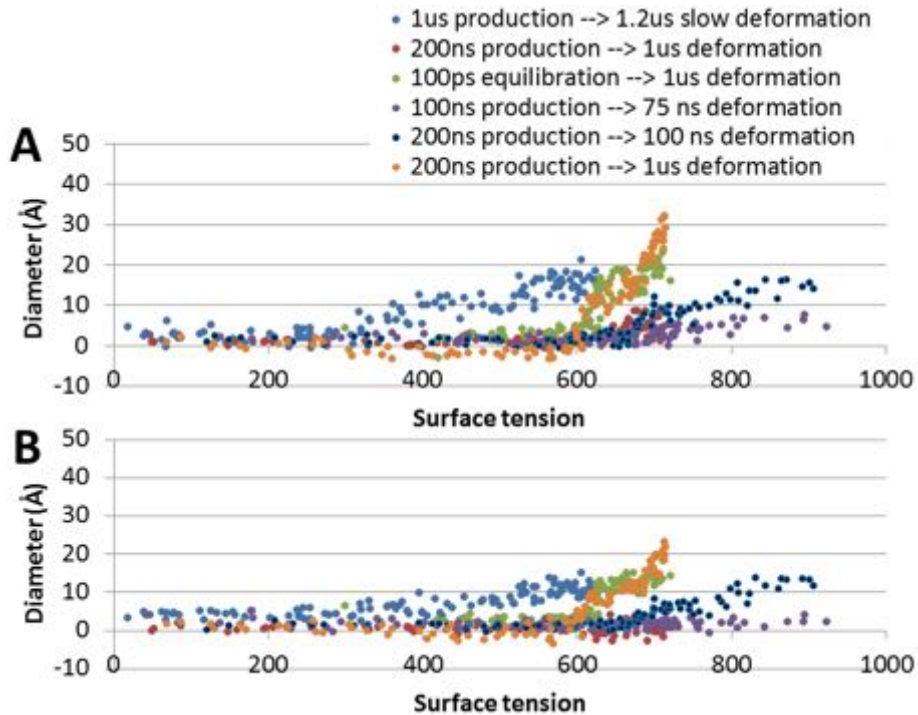 1us production --> 1.2us slow deformation
200ns production --> 1us deformation
100ps equilibration --> 1us deformation
100ns production --> 75 ns deformation
200ns production --> 100 ns deformation
200ns production --> 1us deformation
A
50
40
30
20
10
0
-10
Diameter (Å)
0 200 400 600 800 1000
Surface tension
B
50
40
30
20
10
0
-10
Diameter (Å)
0 200 400 600 800 1000
Surface tension